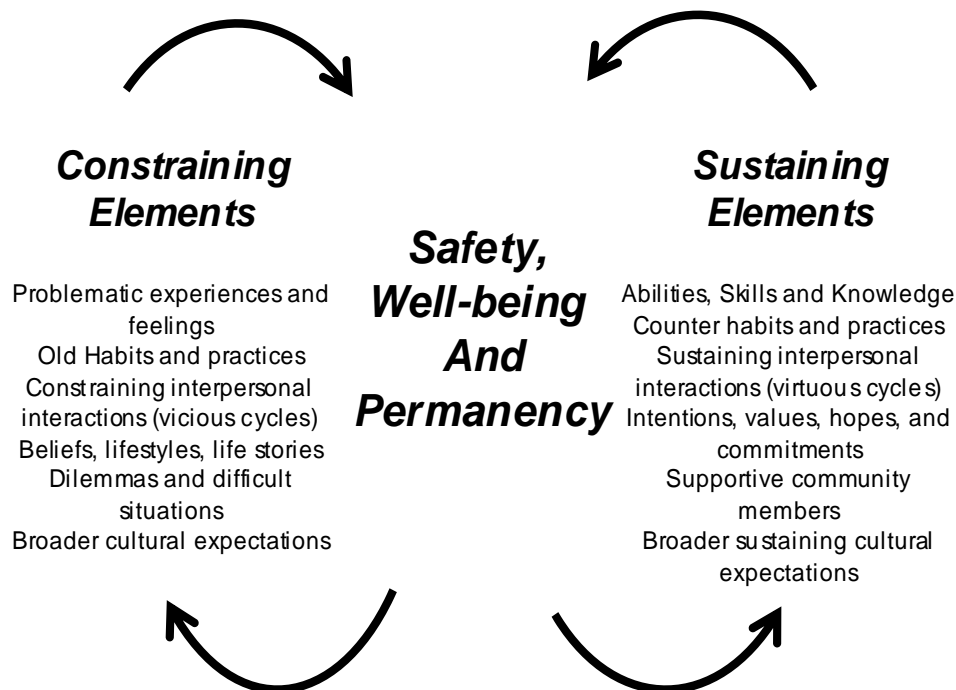 Constraining
Elements
Problematic experiences and
feelings
Old Habits and practices
Constraining interpersonal
interactions (vicious cycles)
Beliefs, lifestyles, life stories
Dilemmas and difficult
situations
Broader cultural expectations
Safety,
Well-being
And
Permanency
Sustaining
Elements
Abilities, Skills and Knowledge
Counter habits and practices
Sustaining interpersonal
interactions (virtuous cycles)
Intentions, values, hopes, and
commitments
Supportive community
members
Broader sustaining cultural
expectations